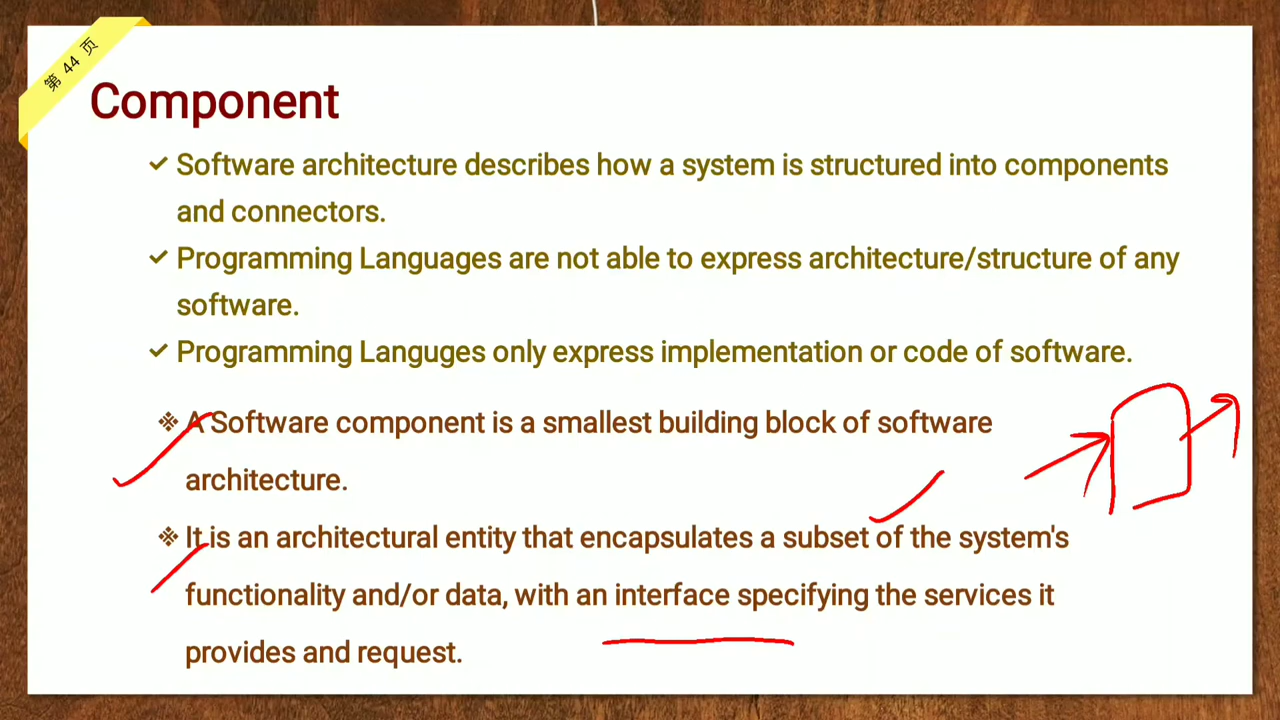 第 44 页
Component
✓ Software architecture describes how a system is structured into components
and connectors.
✓ Programming Languages are not able to express architecture/structure of any
software.
✓ Programming Languges only express implementation or code of software.
❖ A Software component is a smallest building block of software
architecture.
❖ It is an architectural entity that encapsulates a subset of the system's
functionality and/or data, with an interface specifying the services it
provides and request.